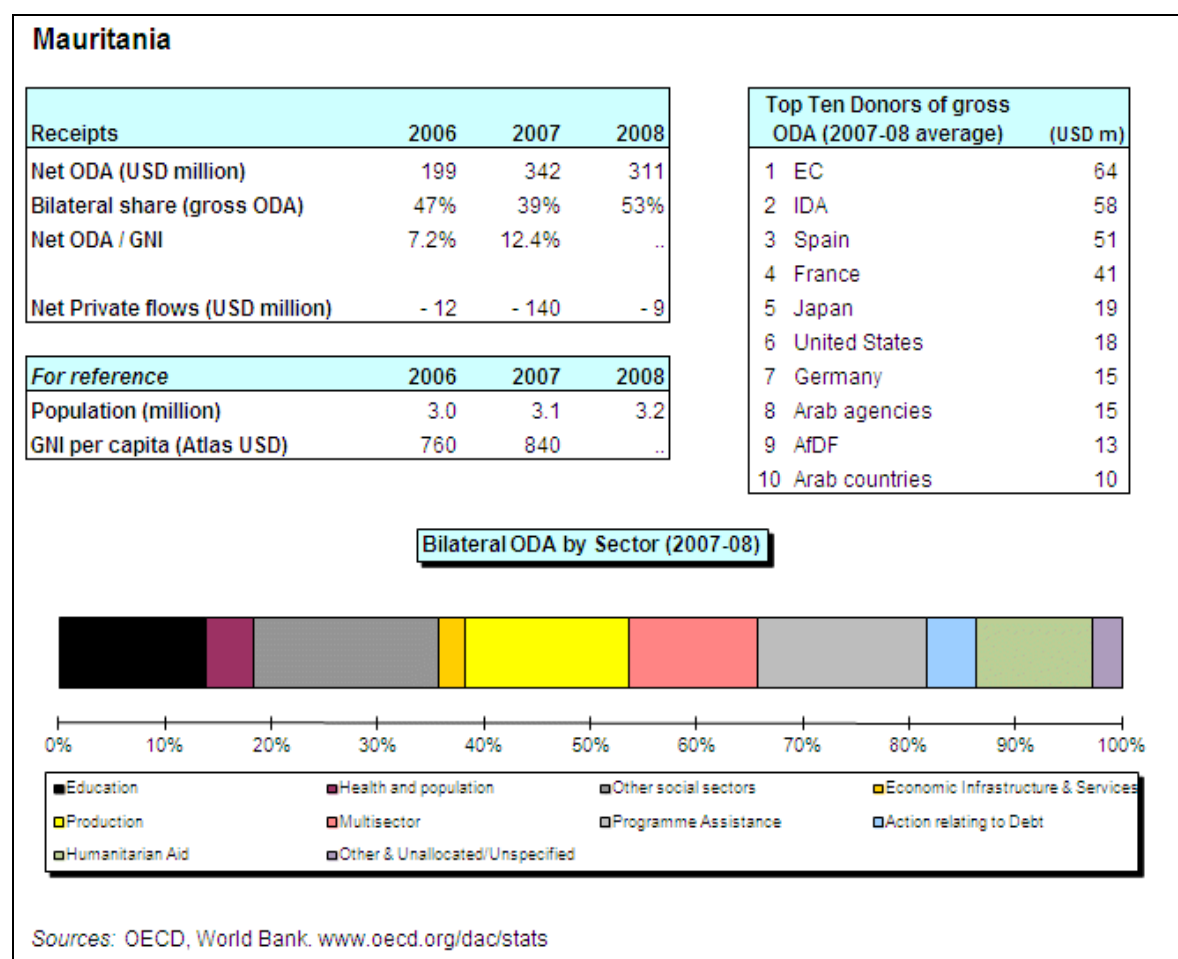 Mauritania
Receipts 2006 2007 2008
Net ODA (USD million) 199 342 311
Bilateral share (gross ODA) 47% 39% 53%
Net ODA / GNI 7.2% 12.4% ..
Net Private flows (USD million) - 12 - 140 - 9
For reference 2006 2007 2008
Population (million) 3.0 3.1 3.2
GNI per capita (Atlas USD) 760 840 ..
Top Ten Donors of gross
ODA (2007-08 average) (USD m)
1 EC 64
2 IDA 58
3 Spain 51
4 France 41
5 Japan 19
6 United States 18
7 Germany 15
8 Arab agencies 15
9 AfDF 13
10 Arab countries 10
Bilateral ODA by Sector (2007-08)
0% 10% 20% 30% 40% 50% 60% 70% 80% 90% 100%
Education Health and population Other social sectors Economic Infrastructure & Services
Production Multisector Programme Assistance Action relating to Debt
Humanitarian Aid Other & Unallocated/Unspecified
Sources: OECD, World Bank. www.oecd.org/dac/stats